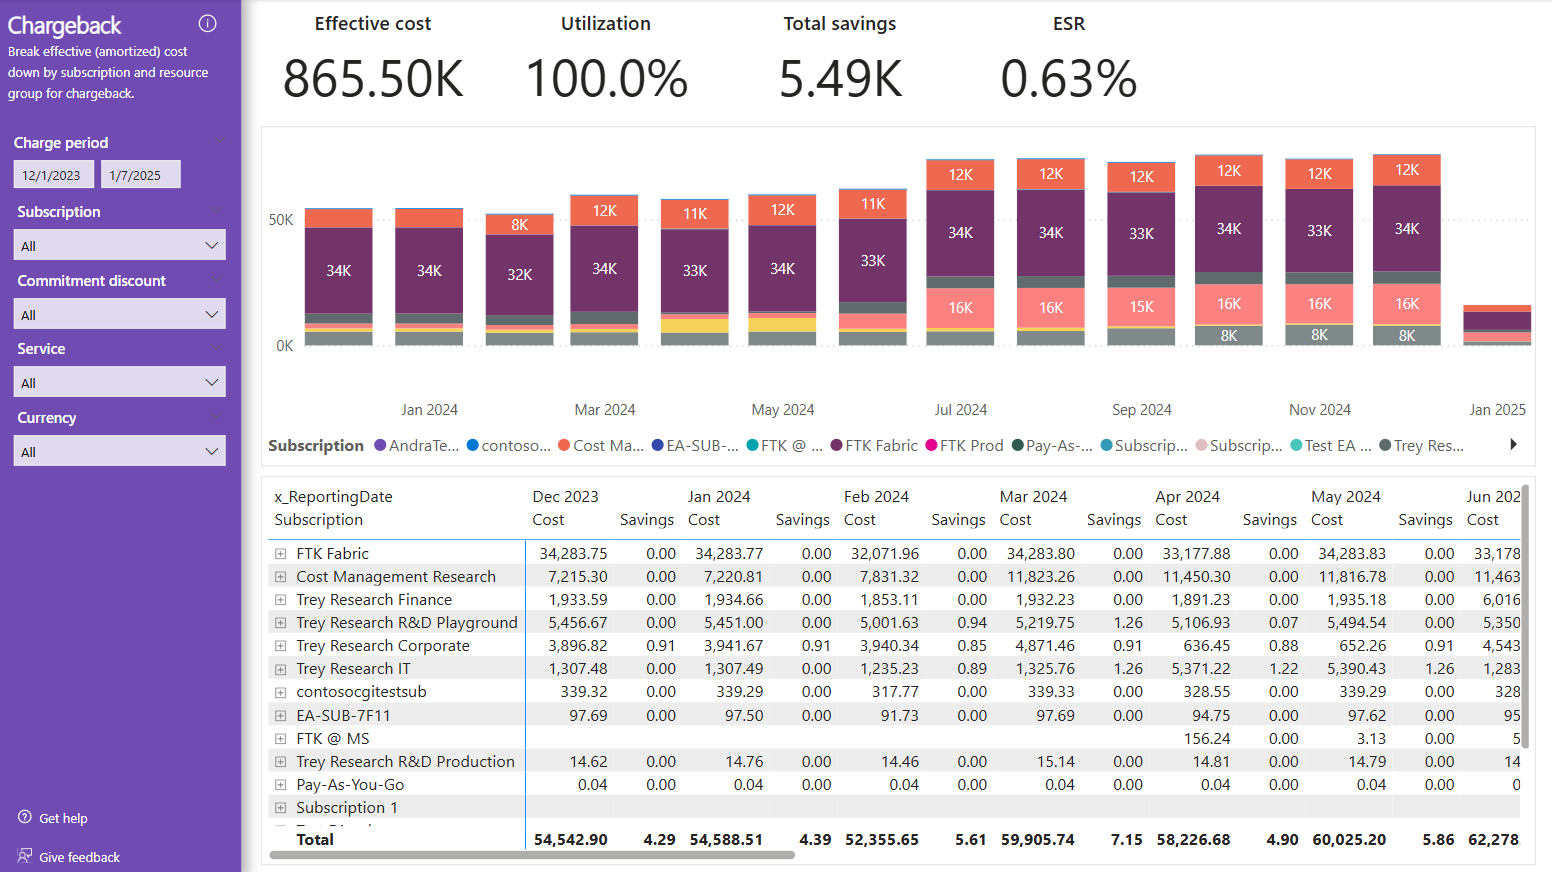 Chargeback
Break effective (amortized) cost
down by subscription and resource
group for chargeback.
Charge period
12/1/2023 1/7/2025
Subscription
All
Commitment discount
All
Service
All
Currency
All
Get help
Give feedback
Effective cost Utilization Total savings ESR
865.50K 100.0% 5.49K 0.63%
12K 12K 12K 12K 12K 12K
8K 12K 11K 12K 11K
50K
34K 34K 32K 34K 33K 34K 33K 34K 34K 33K 34K 33K 34K
16K 16K 15K 16K 16K 16K
8K 8K 8K
0K
Jan 2024 Mar 2024 May 2024 Jul 2024 Sep 2024 Nov 2024 Jan 2025
Subscription AndraTe... contoso... Cost Ma... EA-SUB-... FTK @ ... FTK Fabric FTK Prod Pay-As-... Subscrip... Subscrip... Test EA ... Trey Res...
x_ReportingDate Dec 2023 Jan 2024 Feb 2024 Mar 2024 Apr 2024 May 2024 Jun 202
Subscription Cost Savings Cost Savings Cost Savings Cost Savings Cost Savings Cost Savings Cost
FTK Fabric 34,283.75 0.00 34,283.77 0.00 32,071.96 0.00 34,283.80 0.00 33,177.88 0.00 34,283.83 0.00 33,178
Cost Management Research 7,215.30 0.00 7,220.81 0.00 7,831.32 0.00 11,823.26 0.00 11,450.30 0.00 11,816.78 0.00 11,463
Trey Research Finance 1,933.59 0.00 1,934.66 0.00 1,853.11 0.00 1,932.23 0.00 1,891.23 0.00 1,935.18 0.00 6,016
Trey Research R&D Playground 5,456.67 0.00 5,451.00 0.00 5,001.63 0.94 5,219.75 1.26 5,106.93 0.07 5,494.54 0.00 5,350
Trey Research Corporate 3,896.82 0.91 3,941.67 0.91 3,940.34 0.85 4,871.46 0.91 636.45 0.88 652.26 0.91 4,543
Trey Research IT 1,307.48 0.00 1,307.49 0.00 1,235.23 0.89 1,325.76 1.26 5,371.22 1.22 5,390.43 1.26 1,283
contosocgitestsub 339.32 0.00 339.29 0.00 317.77 0.00 339.33 0.00 328.55 0.00 339.29 0.00 328
EA-SUB-7F11 97.69 0.00 97.50 0.00 91.73 0.00 97.69 0.00 94.75 0.00 97.62 0.00 95
FTK @ MS 156.24 0.00 3.13 0.00 5
Trey Research R&D Production 14.62 0.00 14.76 0.00 14.46 0.00 15.14 0.00 14.81 0.00 14.79 0.00 14
Pay-As-You-Go 0.04 0.00 0.04 0.00 0.04 0.00 0.04 0.00 0.04 0.00 0.04 0.00 0
Subscription 1
Total 54,542.90 4.29 54,588.51 4.39 52,355.65 5.61 59,905.74 7.15 58,226.68 4.90 60,025.20 5.86 62,278